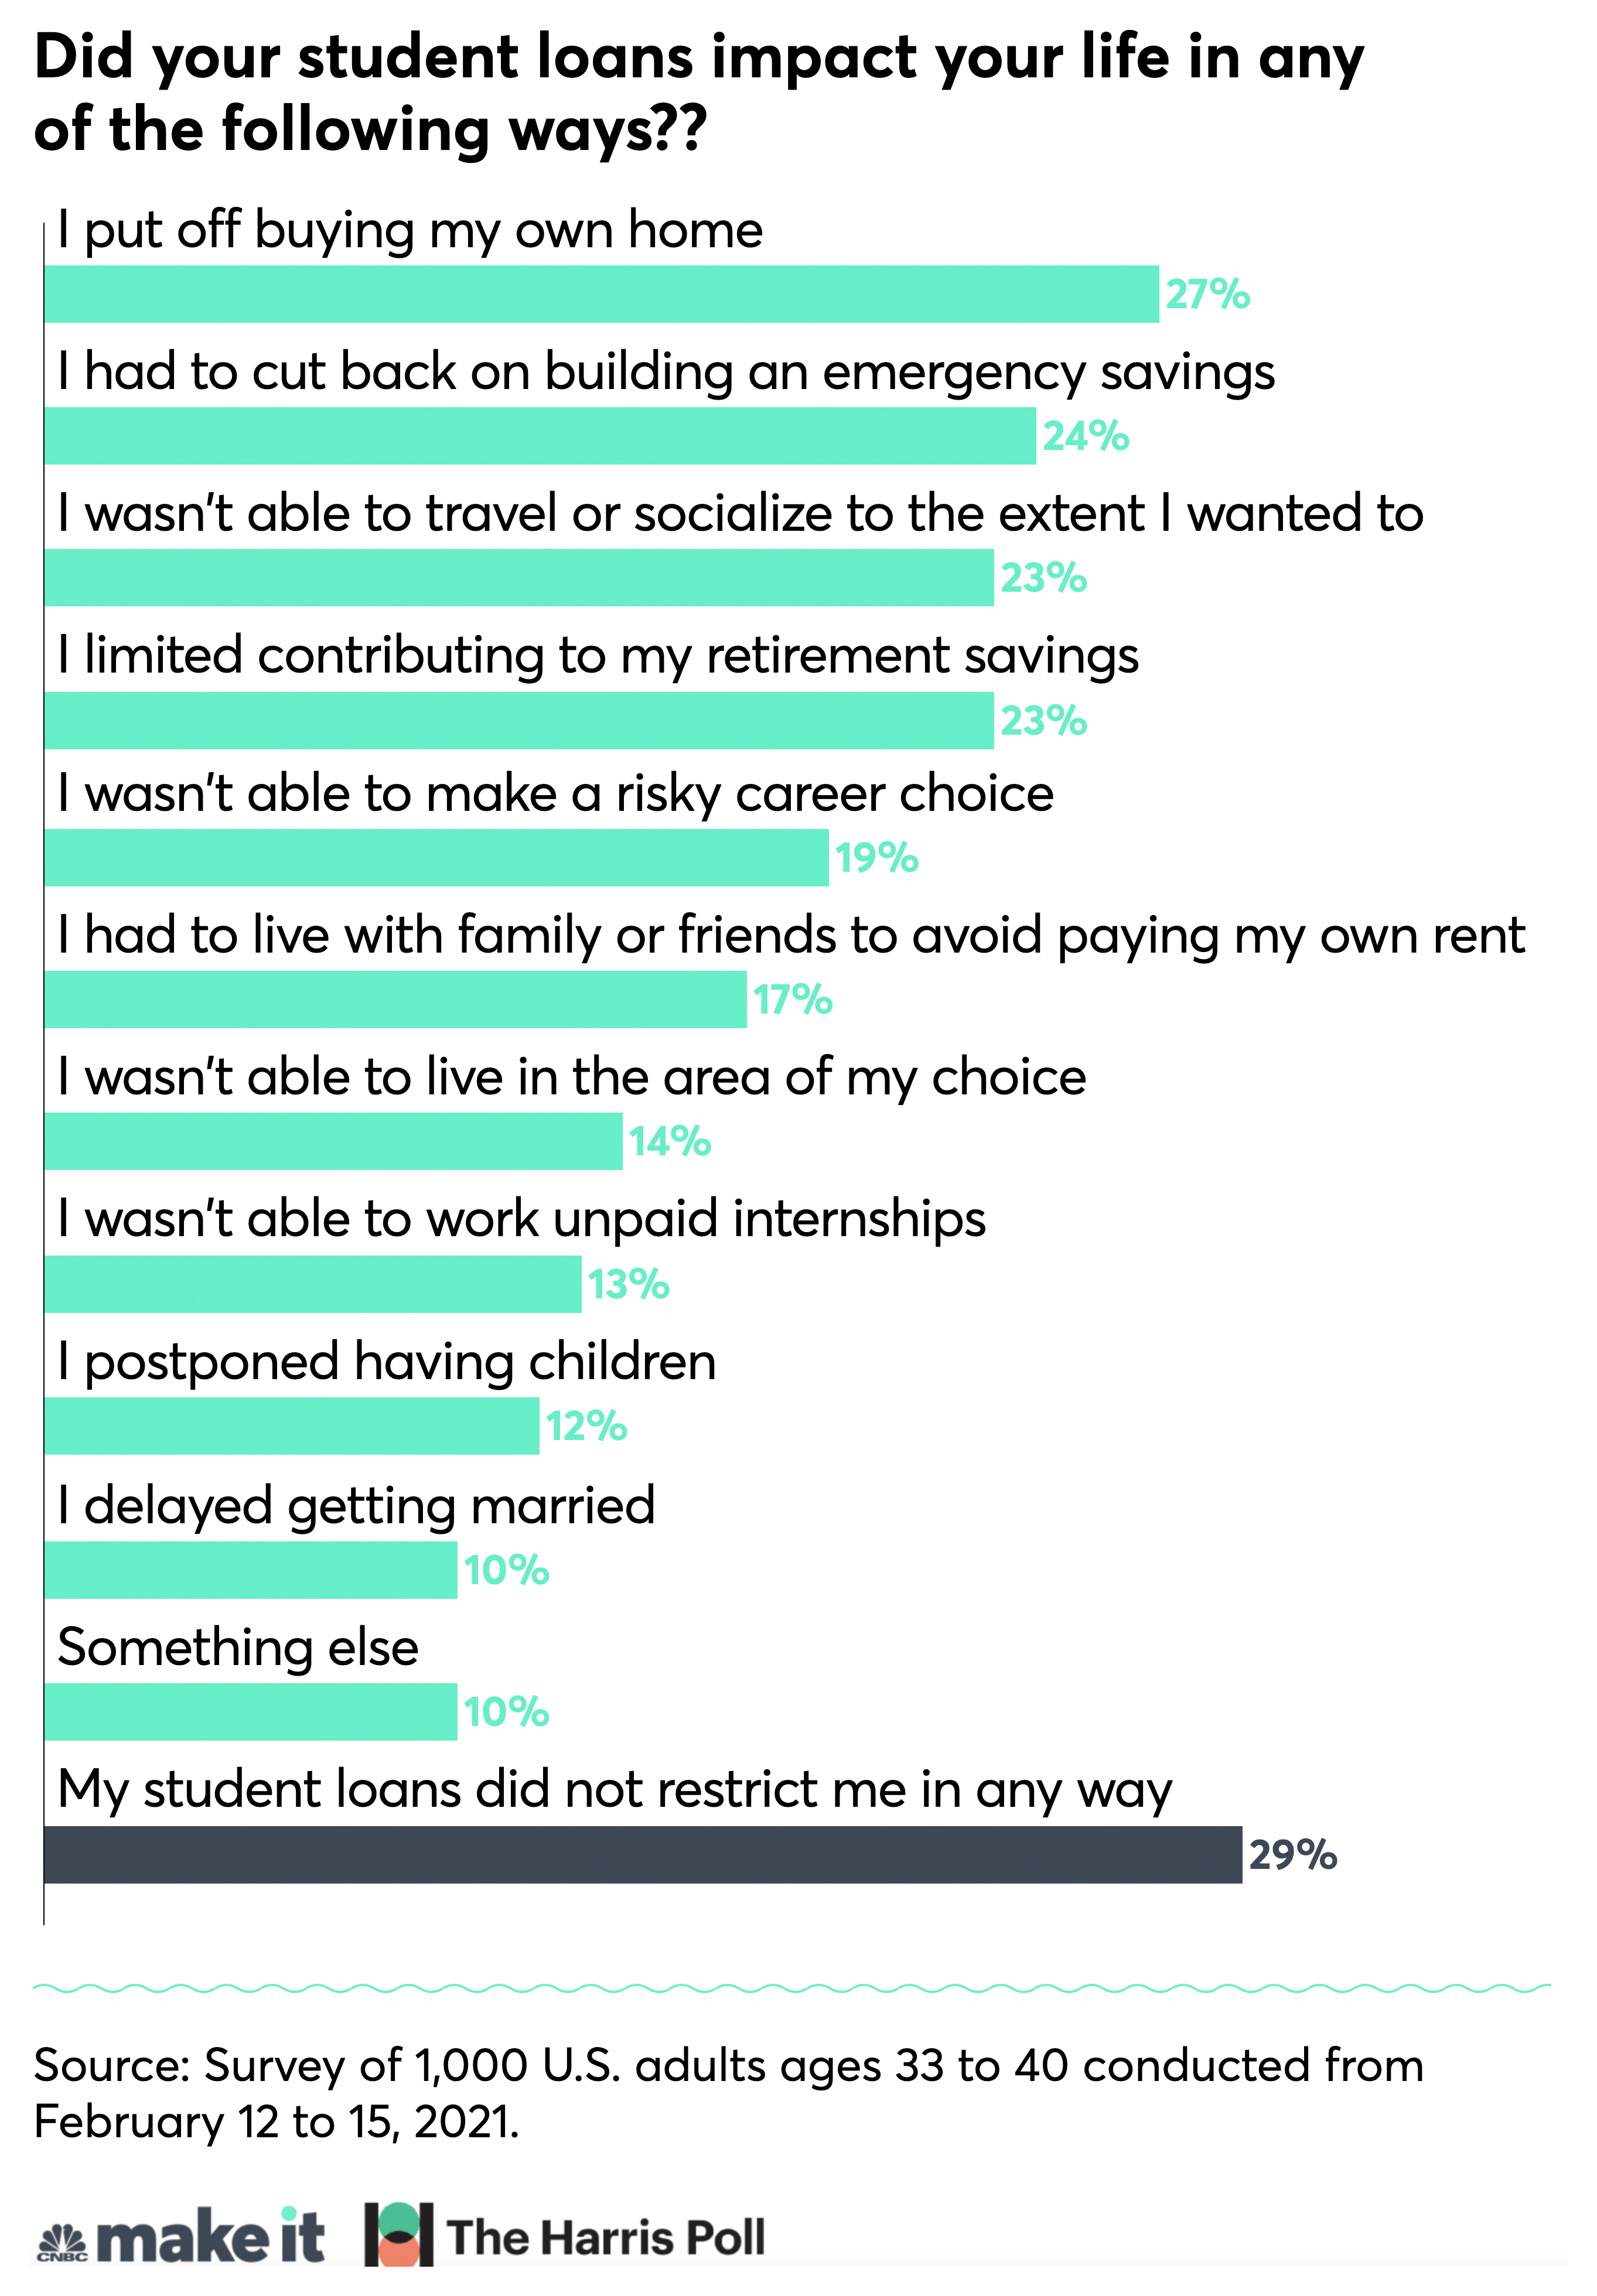 Did your student loans impact your life in any
of the following ways??
I put off buying my own home
27%
I had to cut back on building an emergency savings
24%
I wasn't able to travel or socialize to the extent I wanted to
23%
I limited contributing to my retirement savings
23%
I wasn't able to make a risky career choice
19%
I had to live with family or friends to avoid paying my own rent
17%
I wasn't able to live in the area of my choice
14%
I wasn't able to work unpaid internships
13%
I postponed having children
12%
I delayed getting married
10%
Something else
10%
My student loans did not restrict me in any way
29%
Source: Survey of 1,000 U.S. adults ages 33 to 40 conducted from
February 12 to 15, 2021.
CNBC make it The Harris Poll